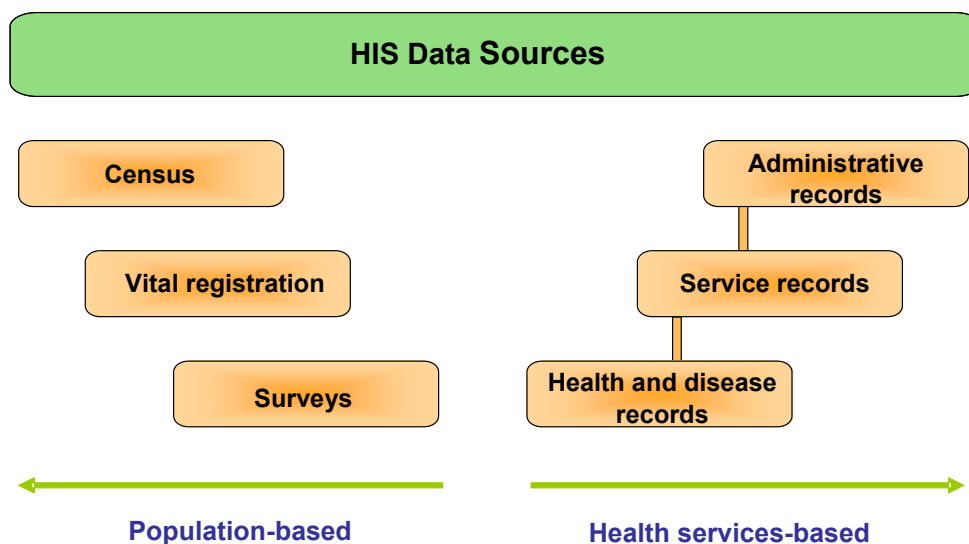 HIS Data Sources
Census
Administrative
records
Vital registration
Service records
Surveys
Health and disease
records
Population-based
Health services-based